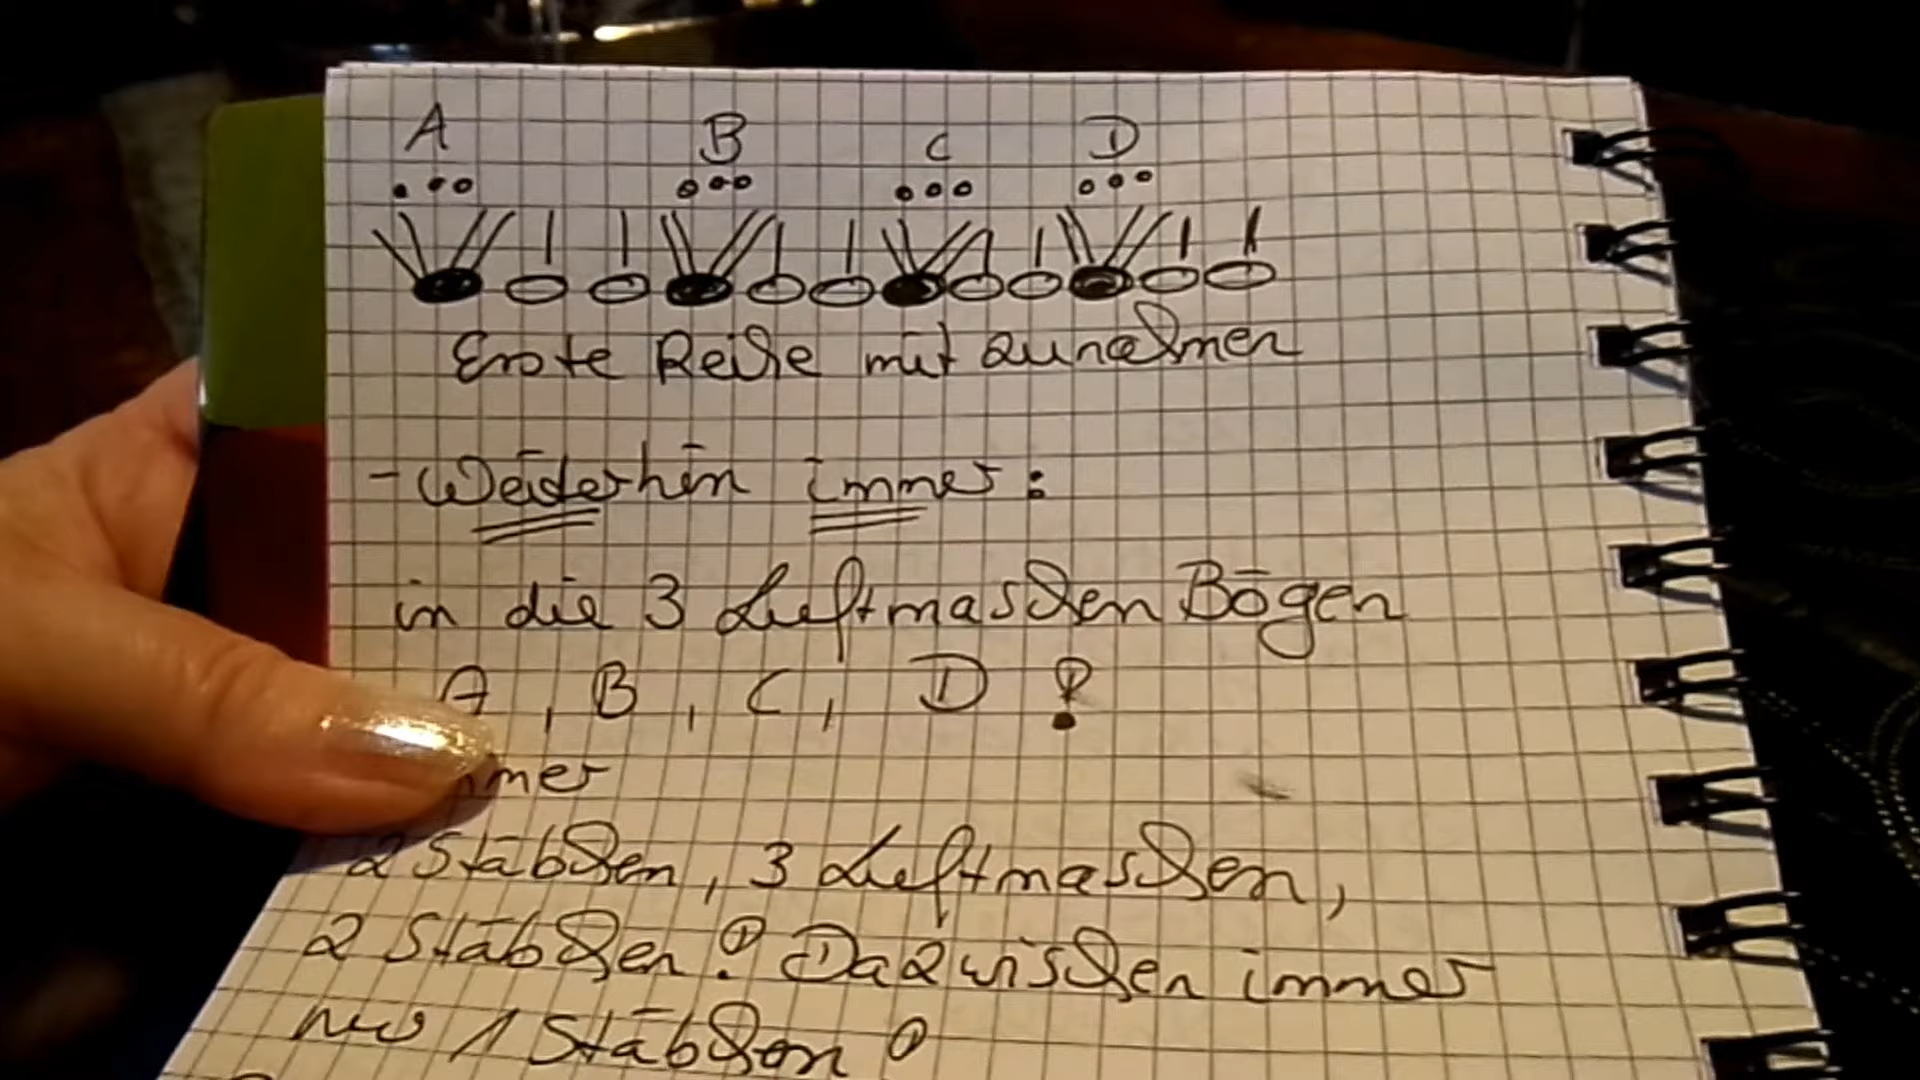 A B C D
Erste Reihe mit zunahmen
- Weiterhin immer:
in die 3 Luftmaschen Bögen
A, B, C, D !
2 Stäbchen, 3 Luftmaschen,
2 Stäbchen! Dazwischen immer
nur 1 Stäbchen!